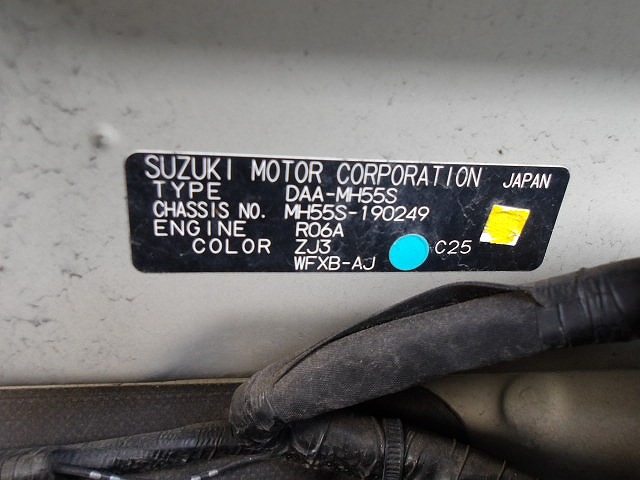 SUZUKI MOTOR CORPORATION JAPAN
TYPE DAA-MH55S
CHASSIS NO. MH55S-190249
ENGINE R06A
COLOR ZJ3 C25
WFXB-AJ